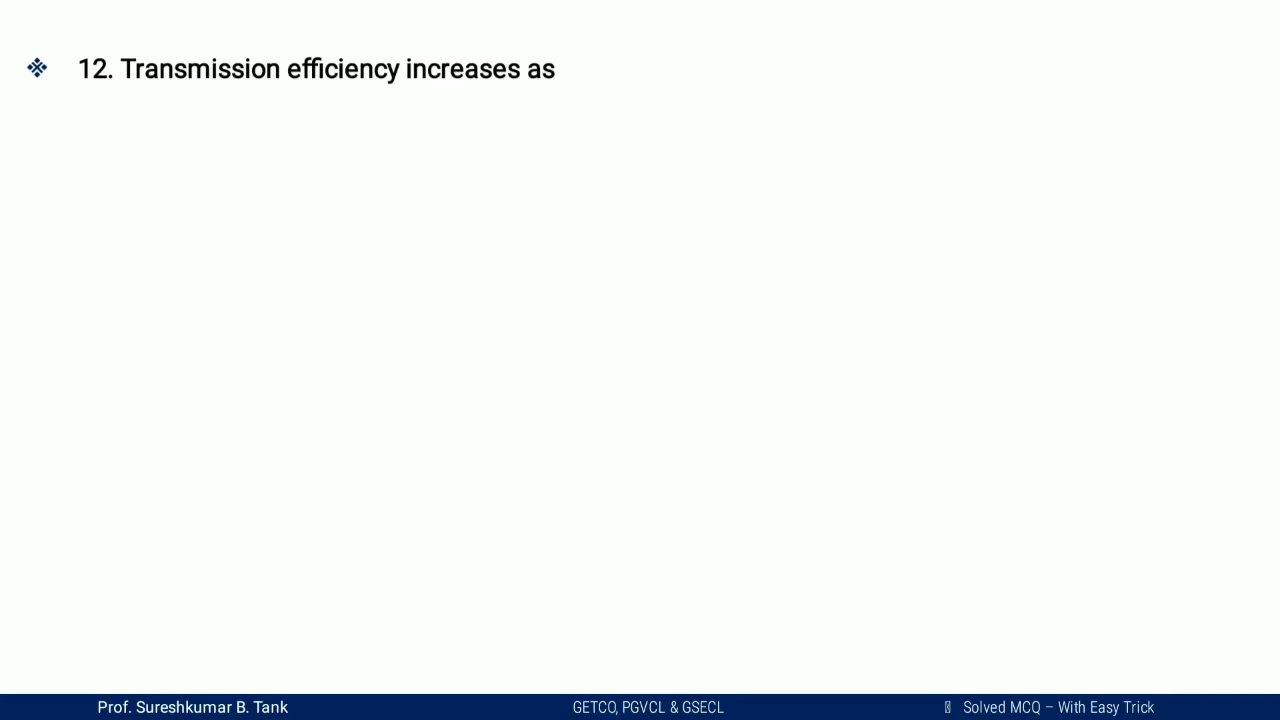 ❖ 12. Transmission efficiency increases as
Prof. Sureshkumar B. Tank
GETCO, PGVCL & GSECL
Solved MCQ – With Easy Trick